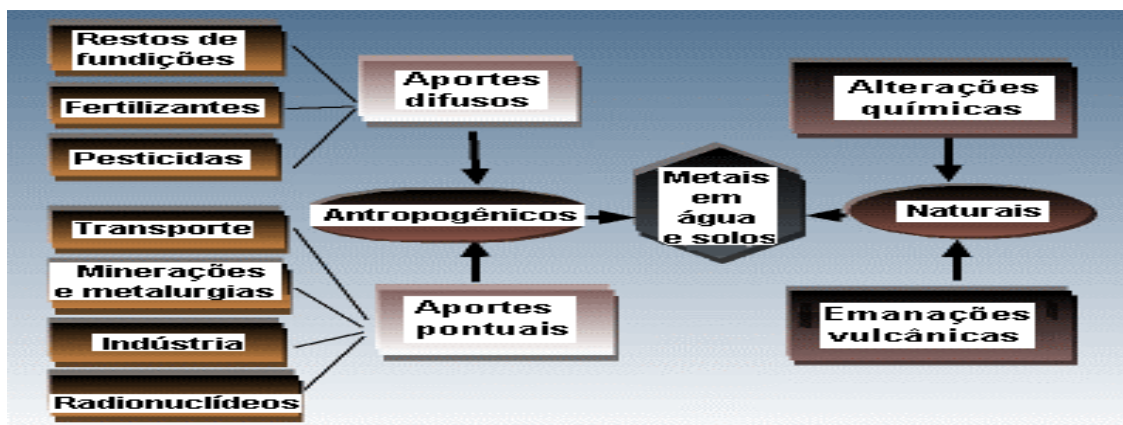 Restos de
fundições
Fertilizantes
Pesticidas
Transporte
Minerações
e metalurgias
Indústria
Radionuclídeos
Aportes
difusos
Antropogênicos
Aportes
pontuais
Metais
em
água
e solos
Alterações
químicas
Naturais
Emanações
vulcânicas